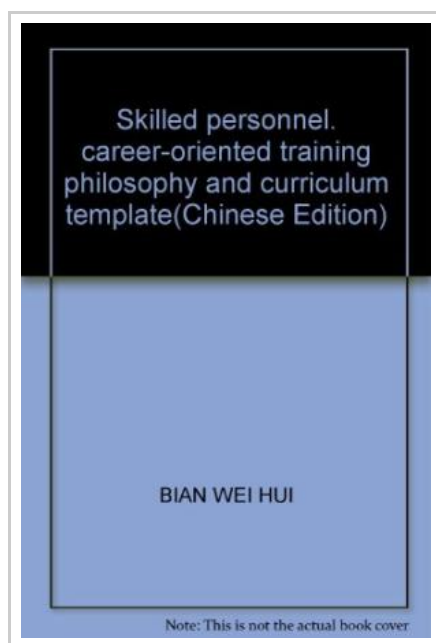 Skilled personnel.
career-oriented training
philosophy and curriculum
template(Chinese Edition)
BIAN WEI HUI
Note: This is not the actual book cover